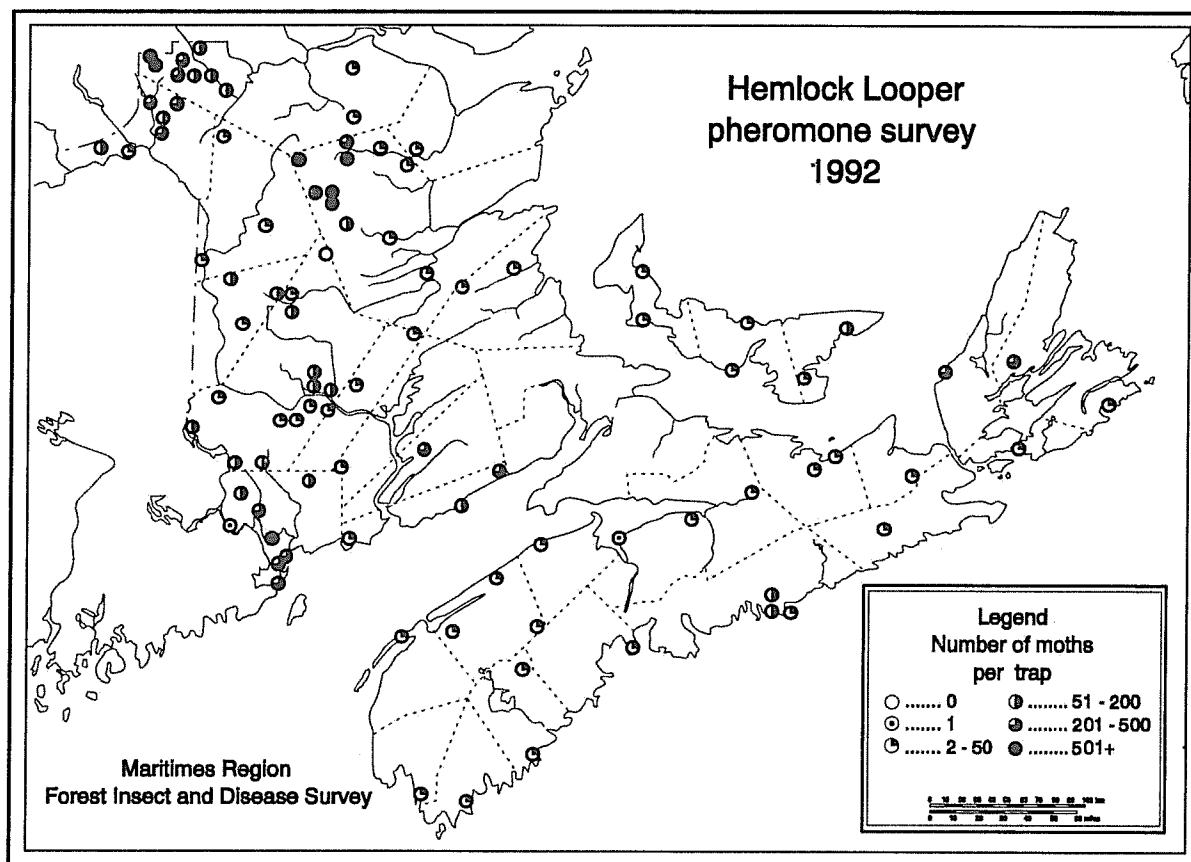 Hemlock Looper
pheromone survey
1992
Maritimes Region
Forest Insect and Disease Survey
Legend
Number of moths
per trap
....... 0
....... 1
....... 2 - 50
........ 51 - 200
........ 201 - 500
........ 501+